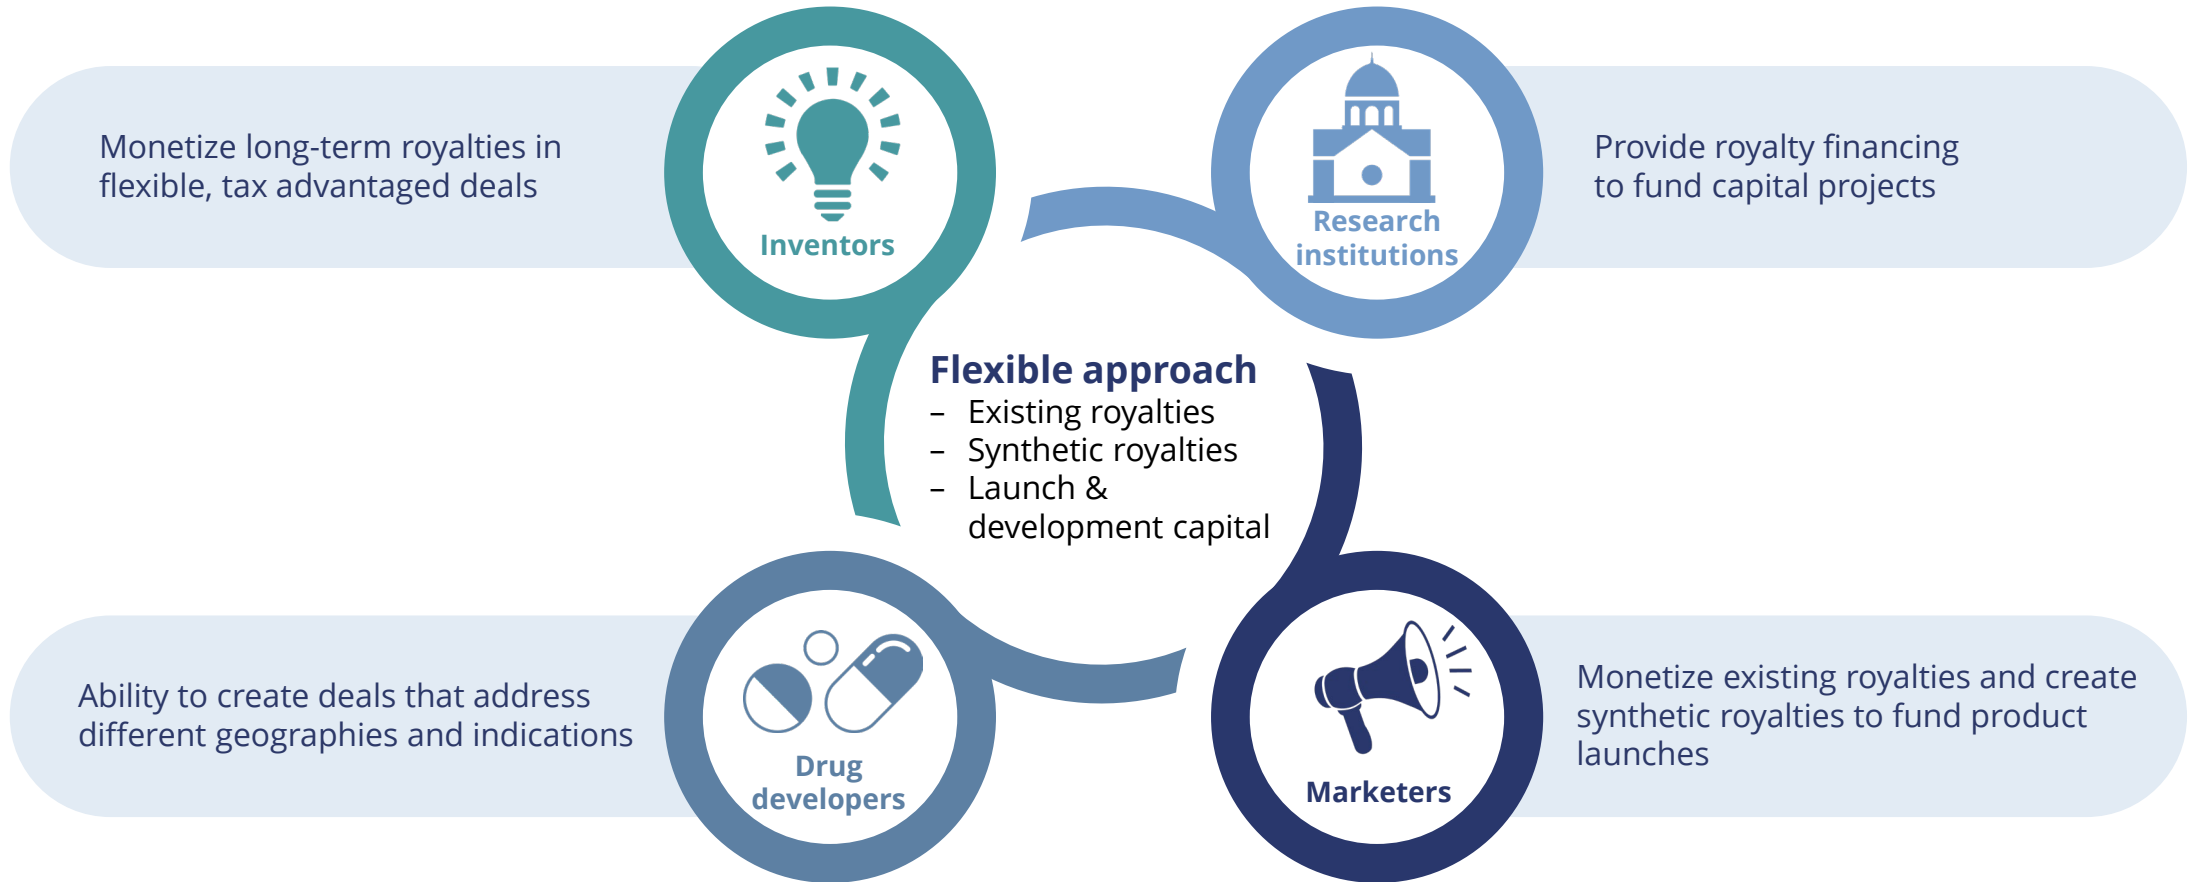 Monetize long-term royalties in
flexible, tax advantaged deals
Inventors
Research
institutions
Provide royalty financing
to fund capital projects
Flexible approach
– Existing royalties
– Synthetic royalties
– Launch &
development capital
Ability to create deals that address
different geographies and indications
Drug
developers
Marketers
Monetize existing royalties and create
synthetic royalties to fund product
launches